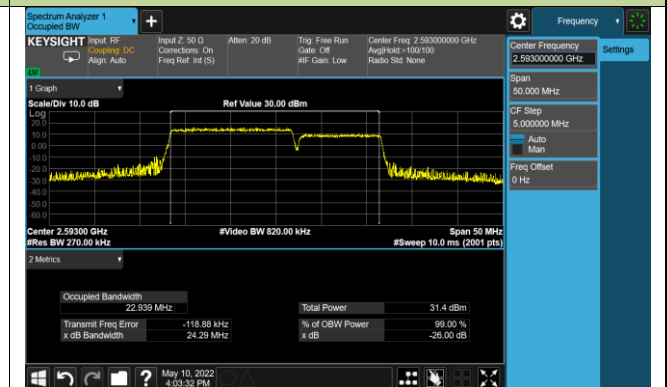 Spectrum Analyzer 1
Occupied BW
+
Frequency
KEYSIGHT
Input: RF
Coupling: DC
Align: Auto
Input Z: 50 Ω
Corrections: On
Freq Ref: Int (S)
Atten: 20 dB
Trig: Free Run
Gate: Off
#IF Gain: Low
Center Freq: 2.593000000 GHz
Avg|Hold:>100/100
Radio Std: None
Center Frequency
2.593000000 GHz
Settings
Span
50.000 MHz
CF Step
5.000000 MHz
Auto
Man
Freq Offset
0 Hz
1 Graph
Scale/Div 10.0 dB
Ref Value 30.00 dBm
Log
20.0
10.0
0.00
-10.0
-20.0
-30.0
-40.0
-50.0
-60.0
Center 2.59300 GHz
#Video BW 820.00 kHz
Span 50 MHz
#Res BW 270.00 kHz
#Sweep 10.0 ms (2001 pts)
2 Metrics
Occupied Bandwidth
22.939 MHz
Total Power
31.4 dBm
Transmit Freq Error
-118.88 kHz
% of OBW Power
99.00 %
x dB Bandwidth
24.29 MHz
x dB
-26.00 dB
?
May 10, 2022
4:03:32 PM